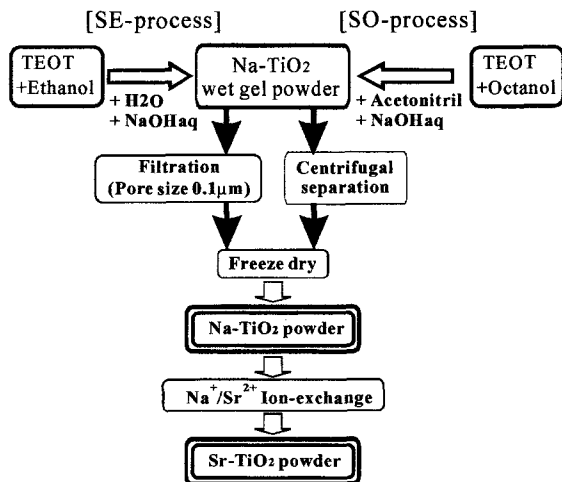 [SE-process] [SO-process]
TEOT
+Ethanol
+ H2O
+ NaOHaq
Na-TiO2
wet gel powder
+ Acetonitril
+ NaOHaq
TEOT
+Octanol
Filtration
(Pore size 0.1μm)
Centrifugal
separation
Freeze dry
Na-TiO2 powder
Na+/Sr2+ Ion-exchange
Sr-TiO2 powder